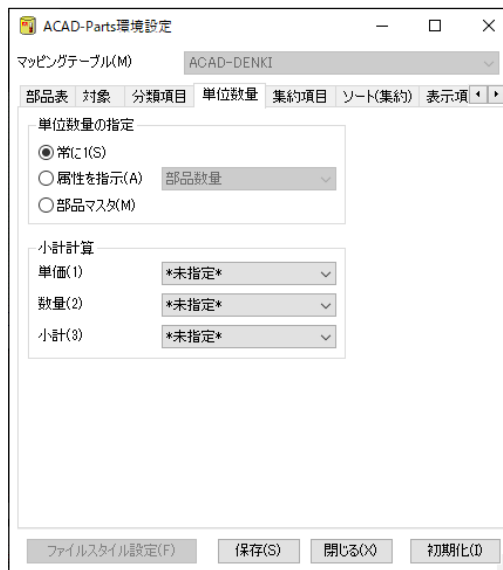 ACAD-Parts環境設定
マッピングテーブル(M) ACAD-DENKI
部品表 対象 分類項目 単位数量 集約項目 ソート(集約) 表示項
単位数量の指定
常に1(S)
属性を指示(A) 部品数量
部品マスタ(M)
小計計算
単価(1) *未指定*
数量(2) *未指定*
小計(3) *未指定*
ファイルスタイル設定(F) 保存(S) 閉じる(X) 初期化(I)